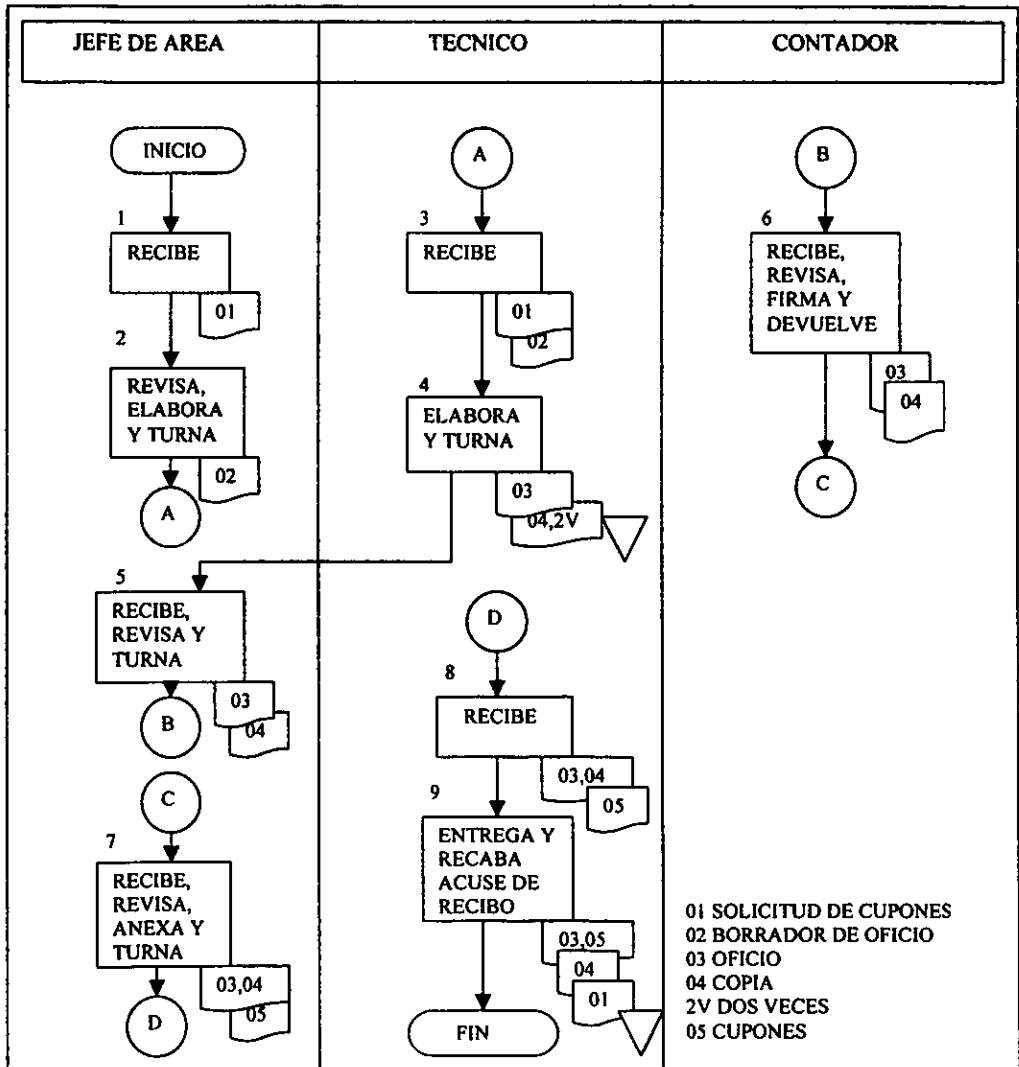 JEFE DE AREA
TECNICO
CONTADOR
INICIO
1
RECIBE
01
2
REVISA,
ELABORA
Y TURNA
02
A
5
RECIBE,
REVISA Y
TURNA
03
04
B
C
7
RECIBE,
REVISA,
ANEXA Y
TURNA
03,04
05
D
A
3
RECIBE
01
02
4
ELABORA
Y TURNA
03
04,2V
D
8
RECIBE
03,04
05
9
ENTREGA Y
RECABA
ACUSE DE
RECIBO
03,05
04
01
FIN
B
6
RECIBE,
REVISA,
FIRMA Y
DEVUELVE
03
04
C
01 SOLICITUD DE CUPONES
02 BORRADOR DE OFICIO
03 OFICIO
04 COPIA
2V DOS VECES
05 CUPONES